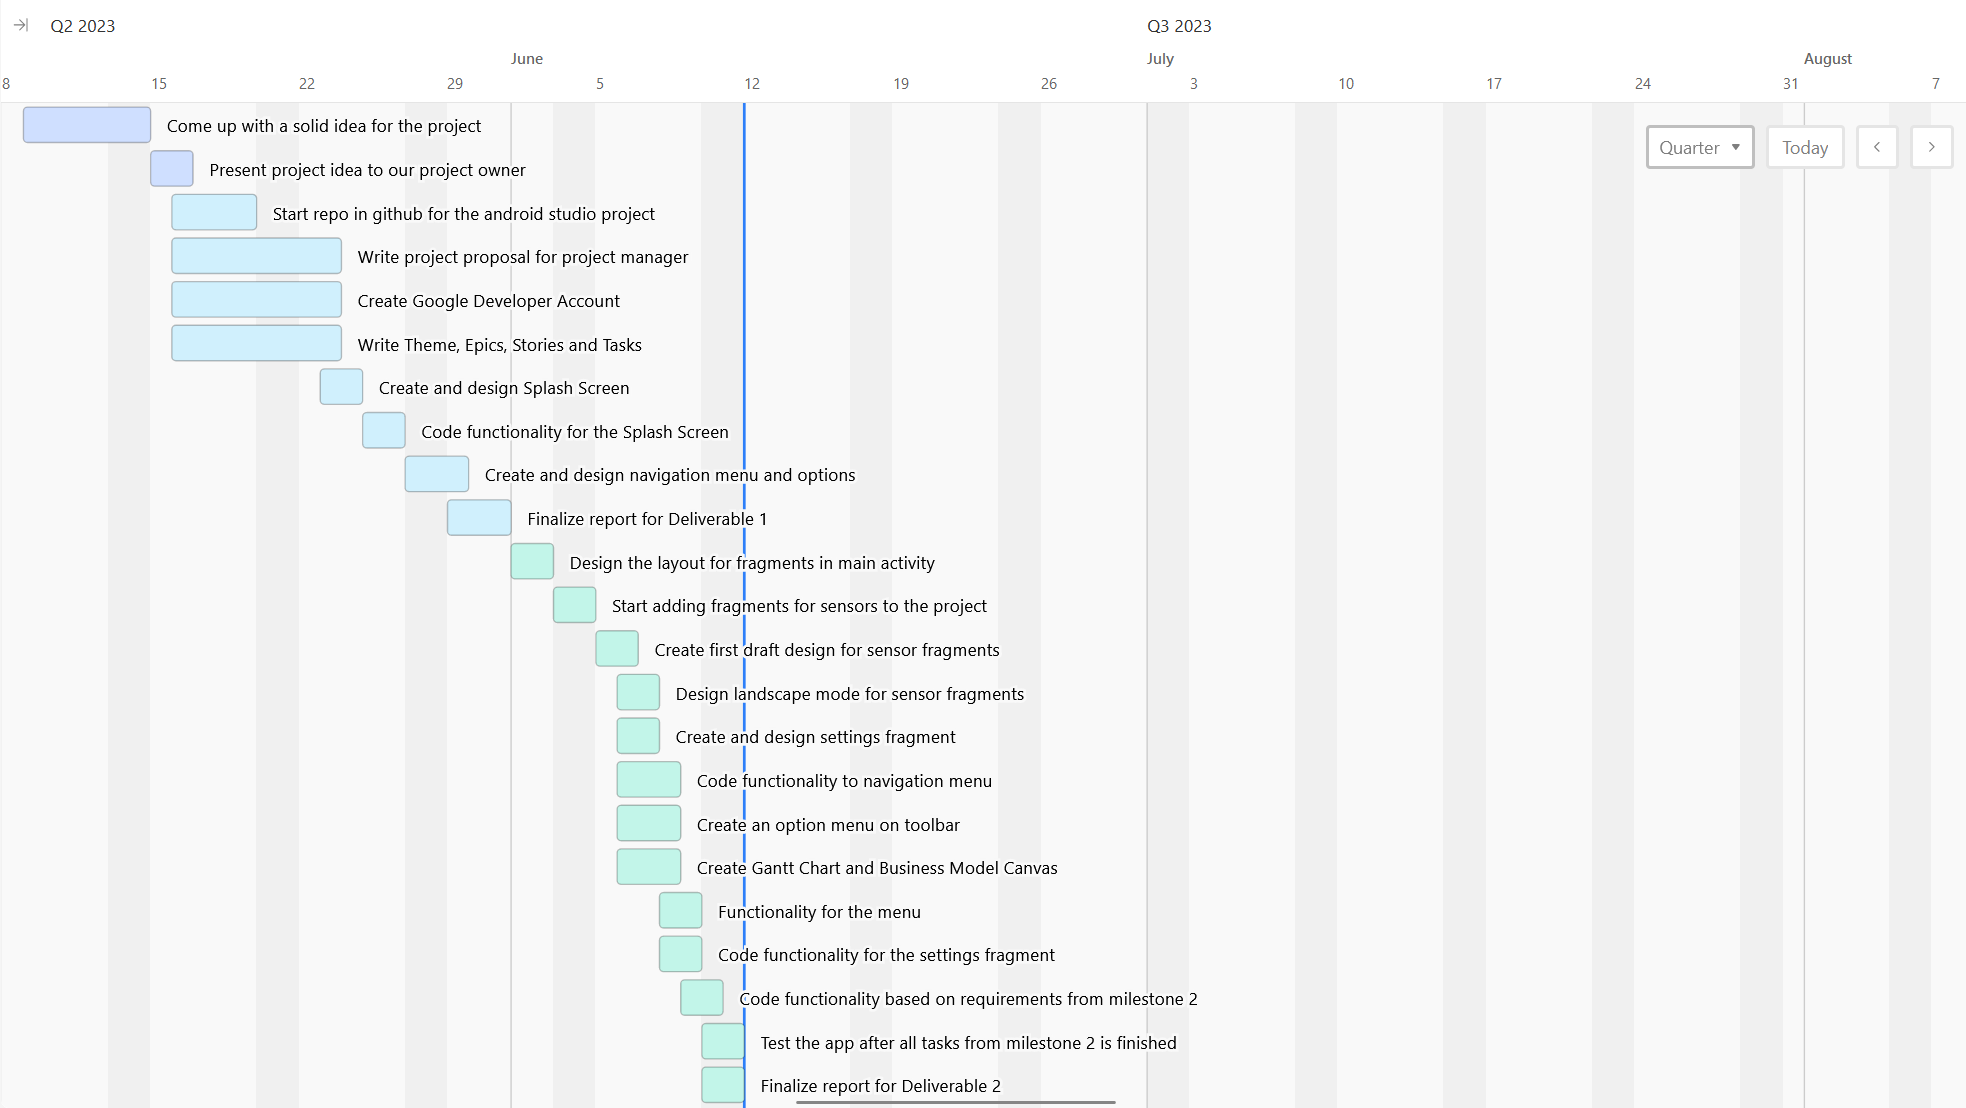 Q2 2023 Q3 2023
June July August
8 15 22 29 5 12 19 26 3 10 17 24 31 7
Come up with a solid idea for the project
Quarter Today
Present project idea to our project owner
Start repo in github for the android studio project
Write project proposal for project manager
Create Google Developer Account
Write Theme, Epics, Stories and Tasks
Create and design Splash Screen
Code functionality for the Splash Screen
Create and design navigation menu and options
Finalize report for Deliverable 1
Design the layout for fragments in main activity
Start adding fragments for sensors to the project
Create first draft design for sensor fragments
Design landscape mode for sensor fragments
Create and design settings fragment
Code functionality to navigation menu
Create an option menu on toolbar
Create Gantt Chart and Business Model Canvas
Functionality for the menu
Code functionality for the settings fragment
Code functionality based on requirements from milestone 2
Test the app after all tasks from milestone 2 is finished
Finalize report for Deliverable 2